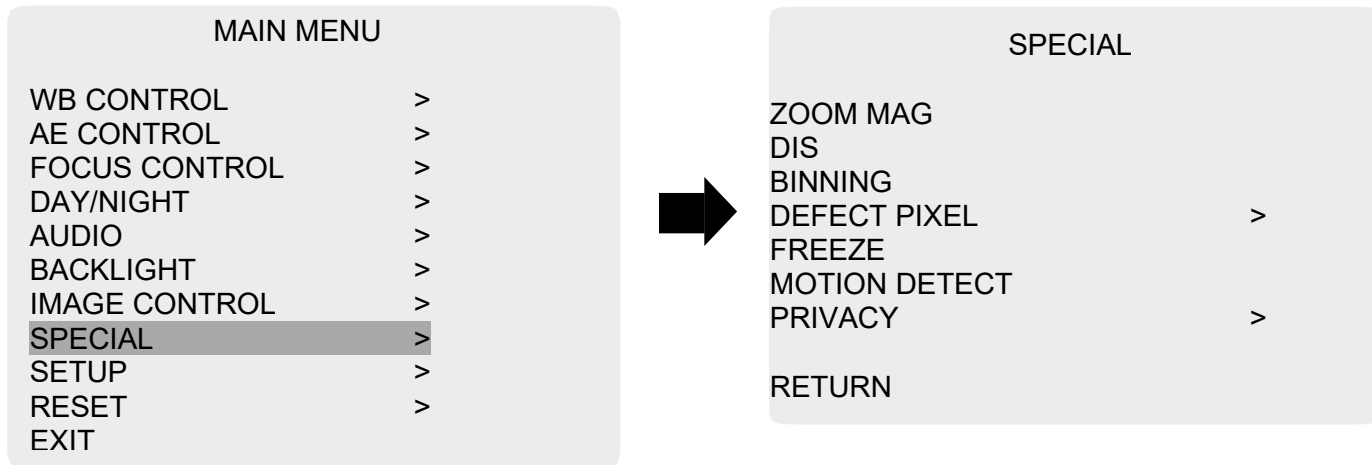 MAIN MENU
WB CONTROL >
AE CONTROL >
FOCUS CONTROL >
DAY/NIGHT >
AUDIO >
BACKLIGHT >
IMAGE CONTROL >
SPECIAL >
SETUP >
RESET >
EXIT
SPECIAL
ZOOM MAG
DIS
BINNING
DEFECT PIXEL >
FREEZE
MOTION DETECT
PRIVACY >
RETURN